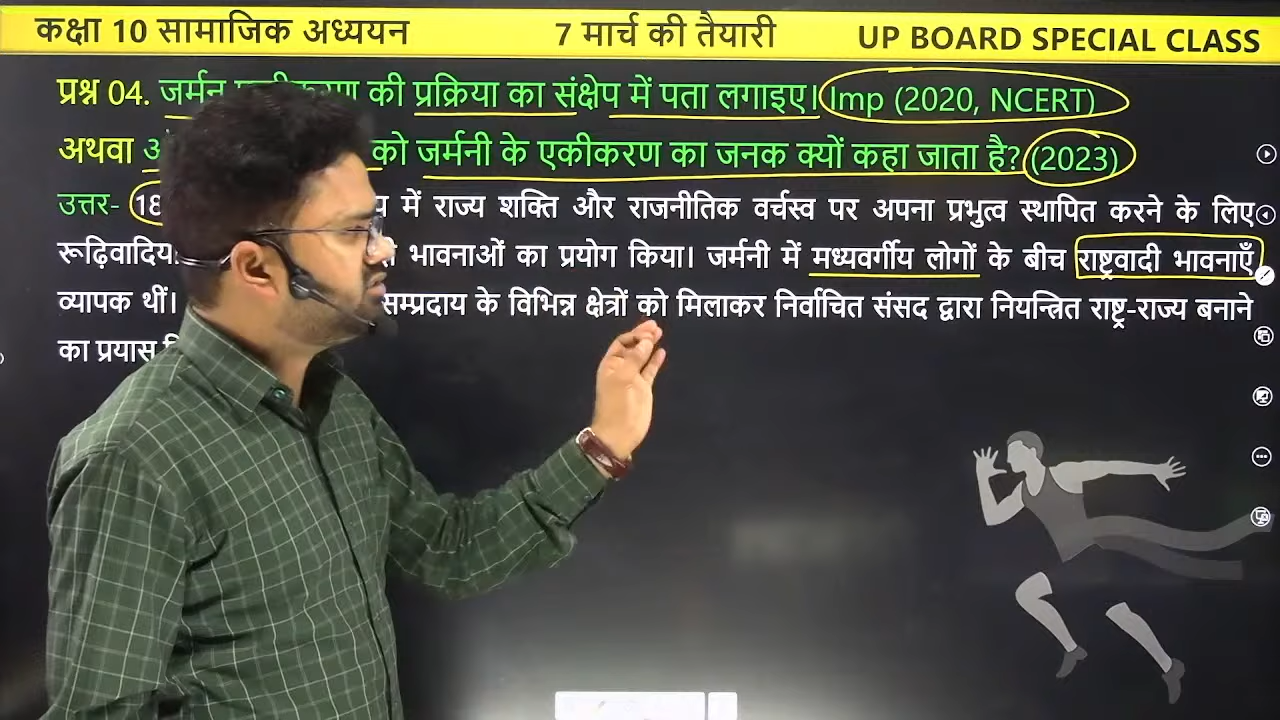 कक्षा 10 सामाजिक अध्ययन 7 मार्च की तैयारी UP BOARD SPECIAL CLASS
प्रश्न 04. जर्मन की प्रक्रिया का संक्षेप में पता लगाइए। Imp (2020, NCERT)
अथवा को जर्मनी के एकीकरण का जनक क्यों कहा जाता है? (2023)
उत्तर- 18 में राज्य शक्ति और राजनीतिक वर्चस्व पर अपना प्रभुत्व स्थापित करने के लिए
भावनाओं का प्रयोग किया। जर्मनी में मध्यवर्गीय लोगों के बीच राष्ट्रवादी भावनाएँ
व्यापक थीं। सम्प्रदाय के विभिन्न क्षेत्रों को मिलाकर निर्वाचित संसद द्वारा नियन्त्रित राष्ट्र-राज्य बनाने
का प्रयास